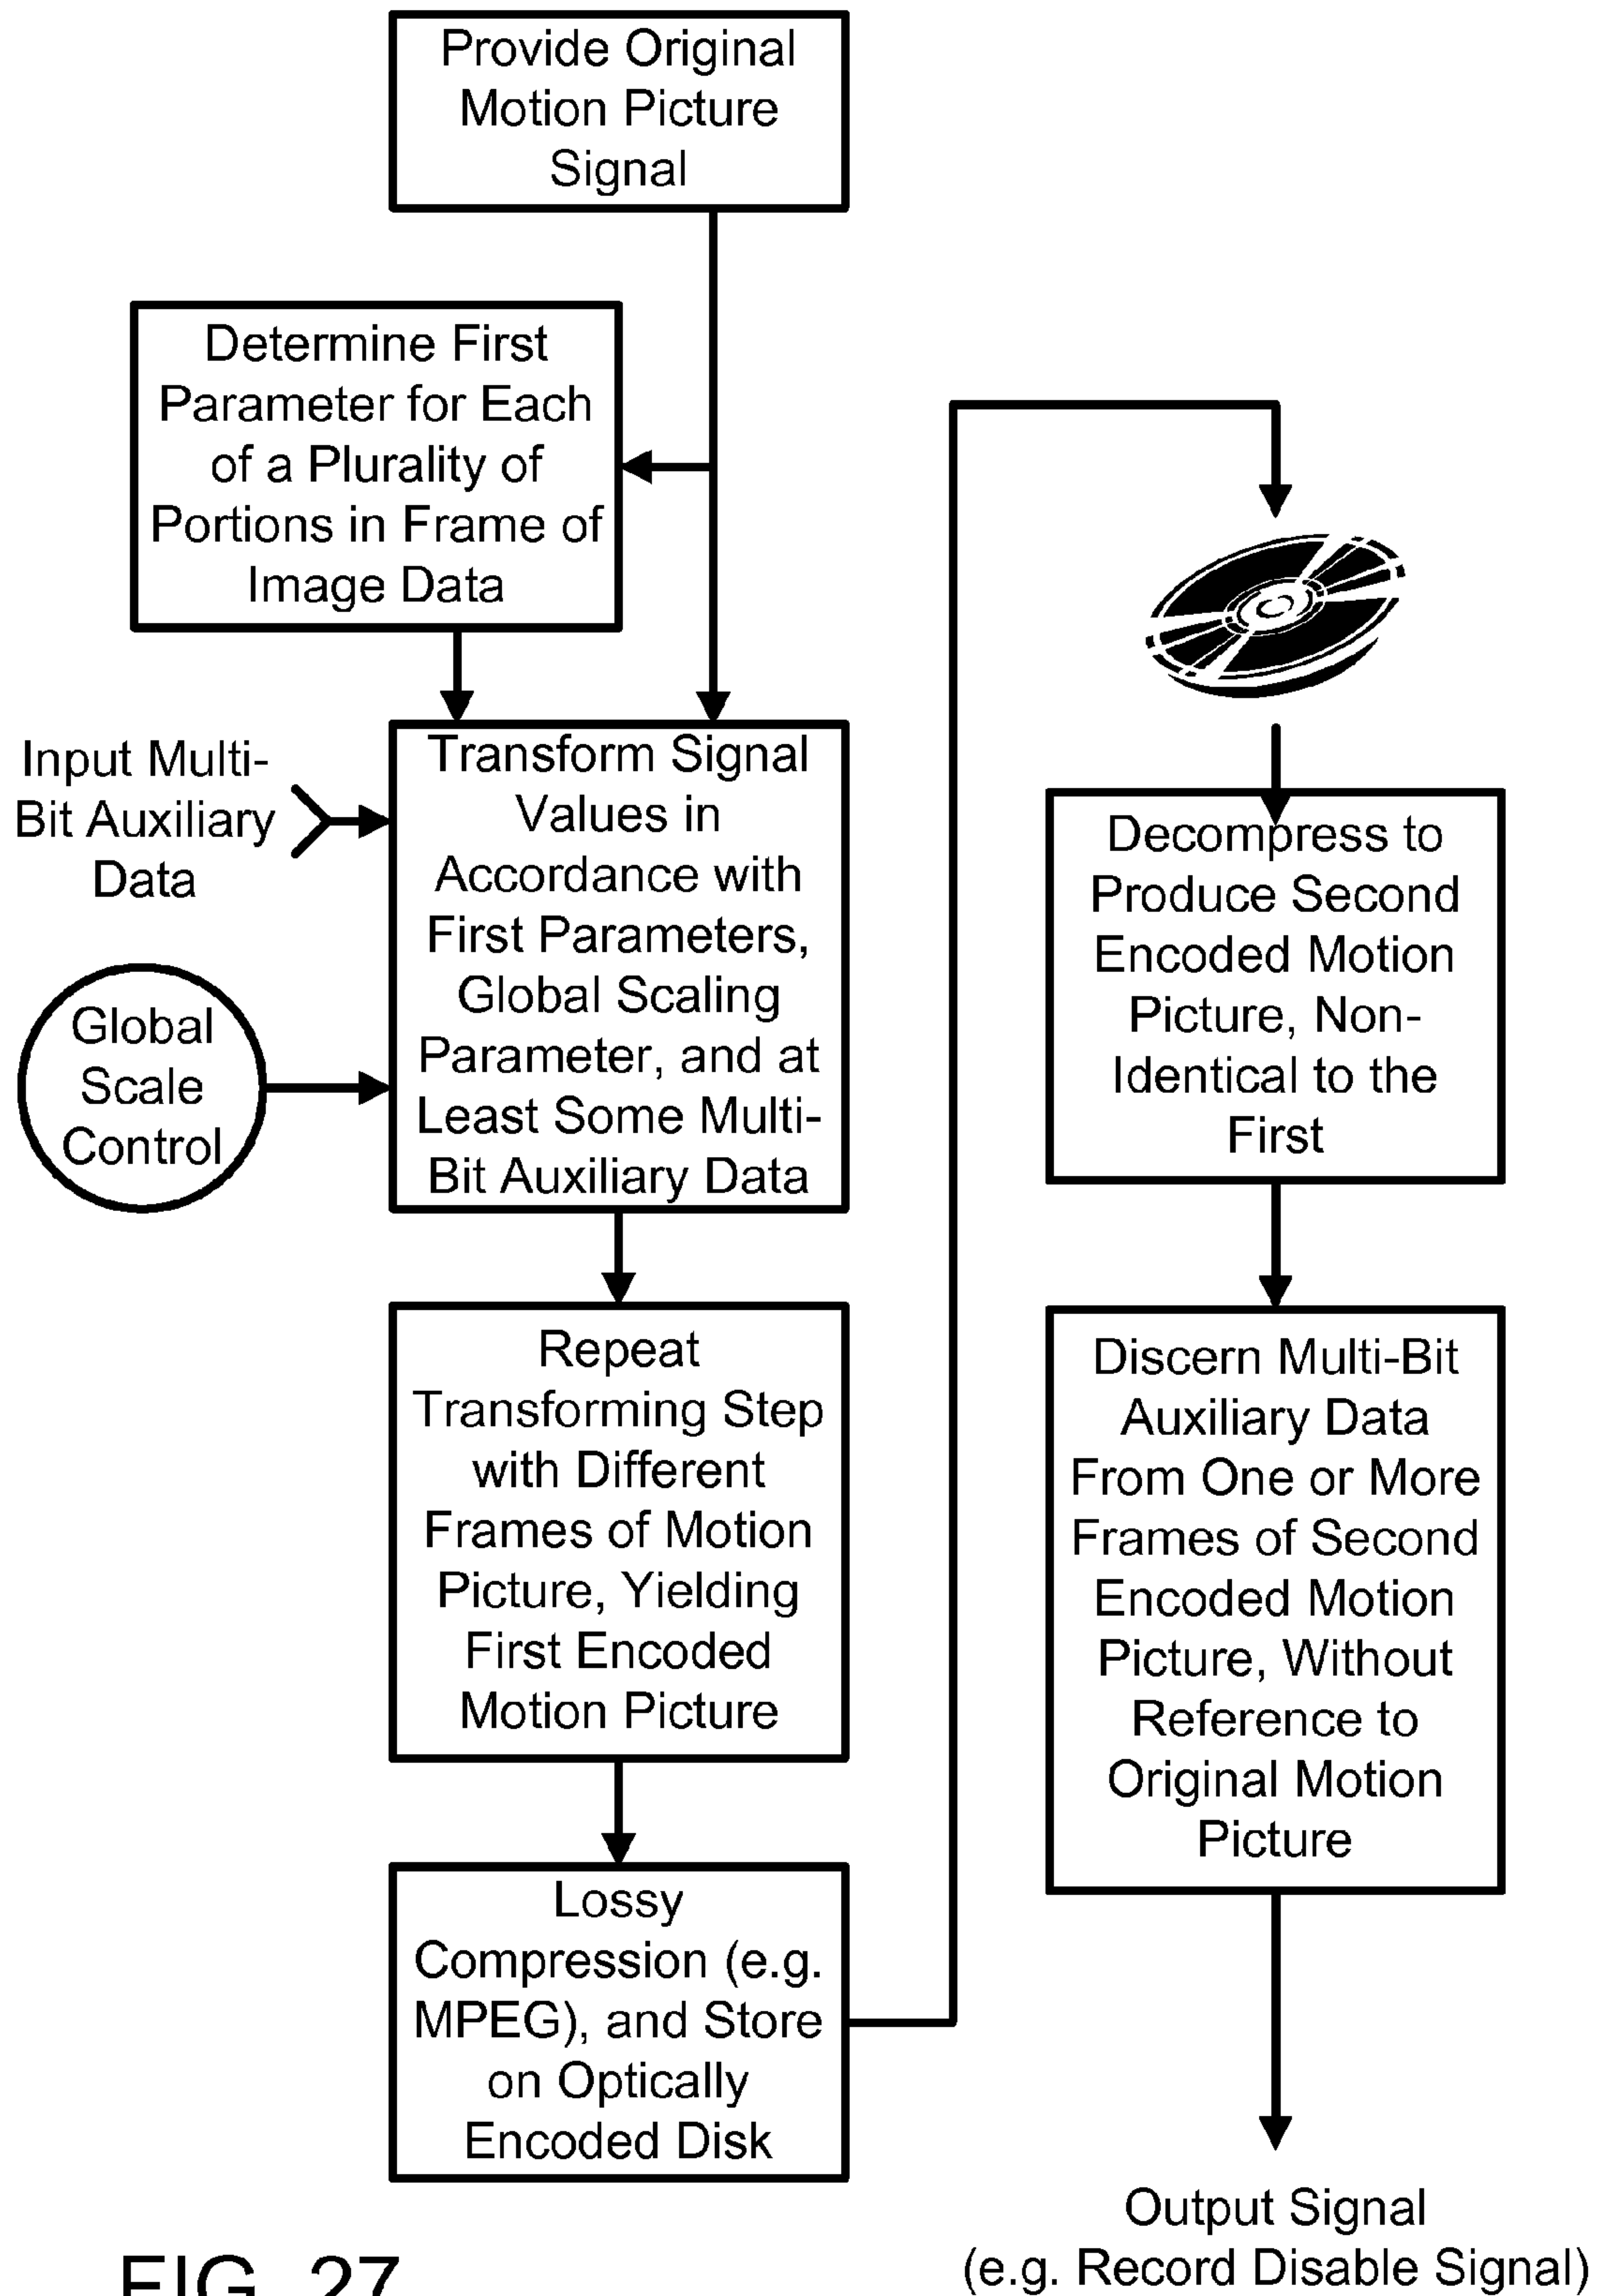 Provide Original
Motion Picture
Signal
Determine First
Parameter for Each
of a Plurality of
Portions in Frame of
Image Data
Input Multi-
Bit Auxiliary
Data
Global
Scale
Control
Transform Signal
Values in
Accordance with
First Parameters,
Global Scaling
Parameter, and at
Least Some Multi-
Bit Auxiliary Data
Repeat
Transforming Step
with Different
Frames of Motion
Picture, Yielding
First Encoded
Motion Picture
Lossy
Compression (e.g.
MPEG), and Store
on Optically
Encoded Disk
Decompress to
Produce Second
Encoded Motion
Picture, Non-
Identical to the
First
Discern Multi-Bit
Auxiliary Data
From One or More
Frames of Second
Encoded Motion
Picture, Without
Reference to
Original Motion
Picture
Output Signal
(e.g. Record Disable Signal)
FIG. 27